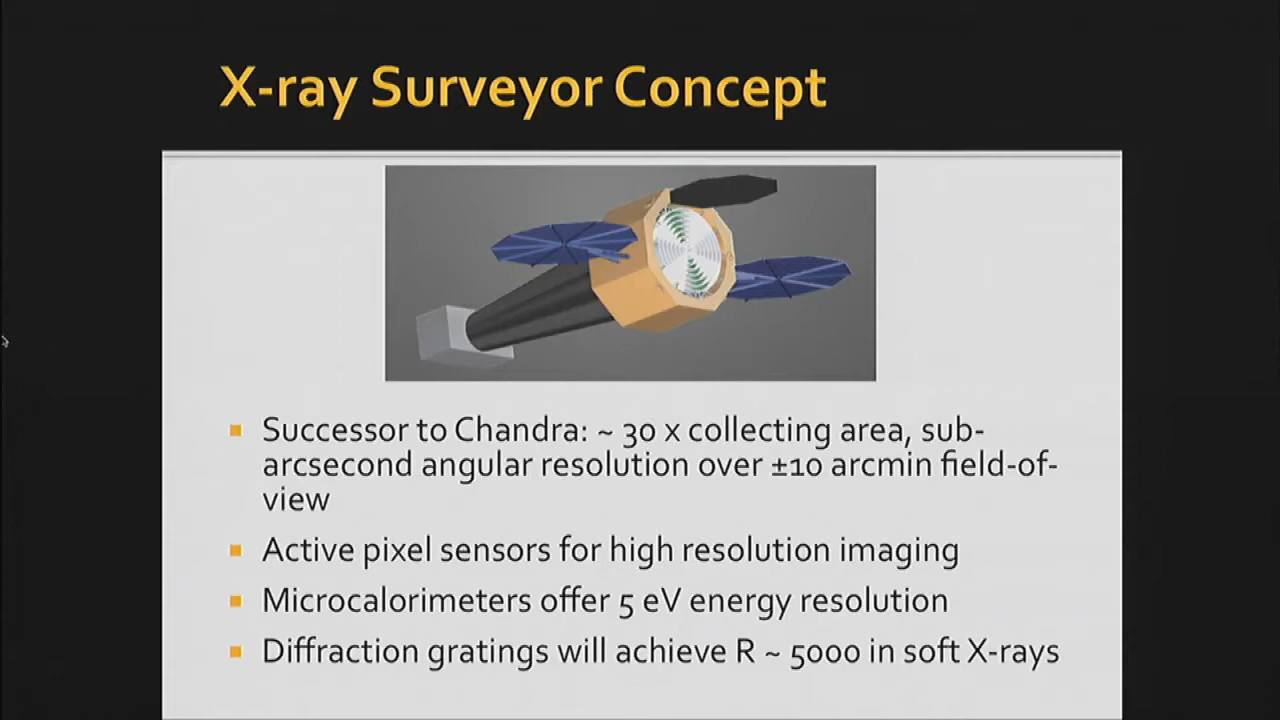 X-ray Surveyor Concept
Successor to Chandra: ~ 30 x collecting area, sub-
arcsecond angular resolution over ±10 arcmin field-of-
view
Active pixel sensors for high resolution imaging
Microcalorimeters offer 5 eV energy resolution
Diffraction gratings will achieve R ~ 5000 in soft X-rays